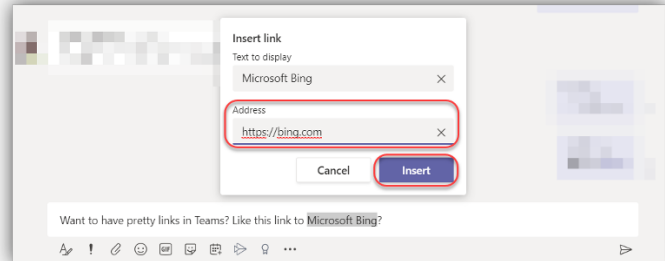 Insert link
Text to display
Microsoft Bing
Address
https://bing.com
Cancel
Insert
Want to have pretty links in Teams? Like this link to Microsoft Bing?
GIF